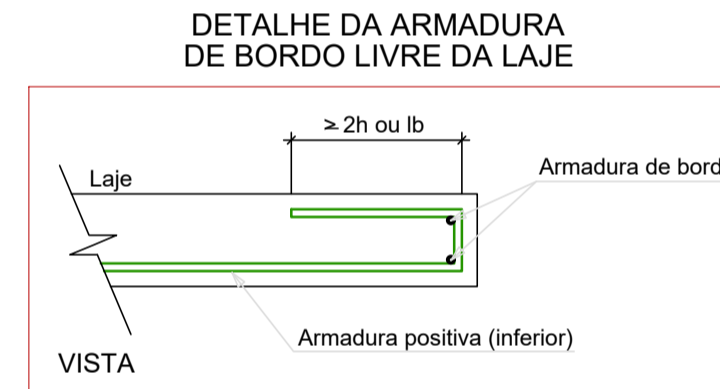 DETALHE DA ARMADURA
DE BORDO LIVRE DA LAJE
≥ 2h ou lb
Laje
Armadura de bord
Armadura positiva (inferior)
VISTA